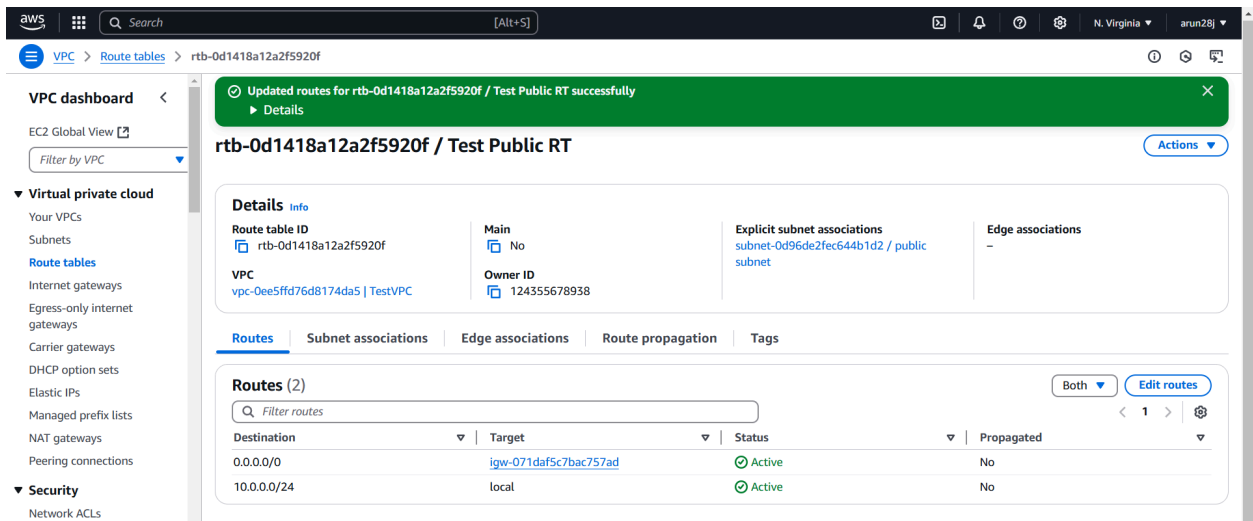 aws
Search
[Alt+S]
N. Virginia
arun28j
VPC > Route tables > rtb-0d1418a12a2f5920f
VPC dashboard
EC2 Global View
Filter by VPC
Virtual private cloud
Your VPCs
Subnets
Route tables
Internet gateways
Egress-only internet
gateways
Carrier gateways
DHCP option sets
Elastic IPs
Managed prefix lists
NAT gateways
Peering connections
Security
Network ACLs
Updated routes for rtb-0d1418a12a2f5920f / Test Public RT successfully
Details
rtb-0d1418a12a2f5920f / Test Public RT
Actions
Details Info
Route table ID
rtb-0d1418a12a2f5920f
Main
No
Explicit subnet associations
subnet-0d96de2fec644b1d2 / public
subnet
Edge associations
–
VPC
vpc-0ee5ffd76d8174da5 | TestVPC
Owner ID
124355678938
Routes Subnet associations Edge associations Route propagation Tags
Routes (2)
Both
Edit routes
Filter routes
1
Destination Target Status Propagated
0.0.0.0/0 igw-071daf5c7bac757ad Active No
10.0.0.0/24 local Active No